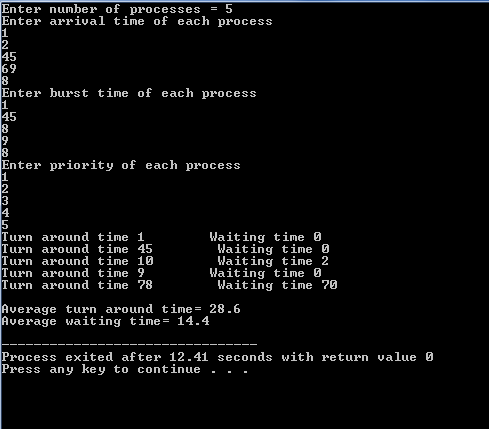 Enter number of processes = 5
Enter arrival time of each process
1
2
45
69
8
Enter burst time of each process
1
45
8
9
8
Enter priority of each process
1
2
3
4
5
Turn around time 1 Waiting time 0
Turn around time 45 Waiting time 0
Turn around time 10 Waiting time 2
Turn around time 9 Waiting time 0
Turn around time 78 Waiting time 70
Average turn around time= 28.6
Average waiting time= 14.4
--------------------------------
Process exited after 12.41 seconds with return value 0
Press any key to continue . . .